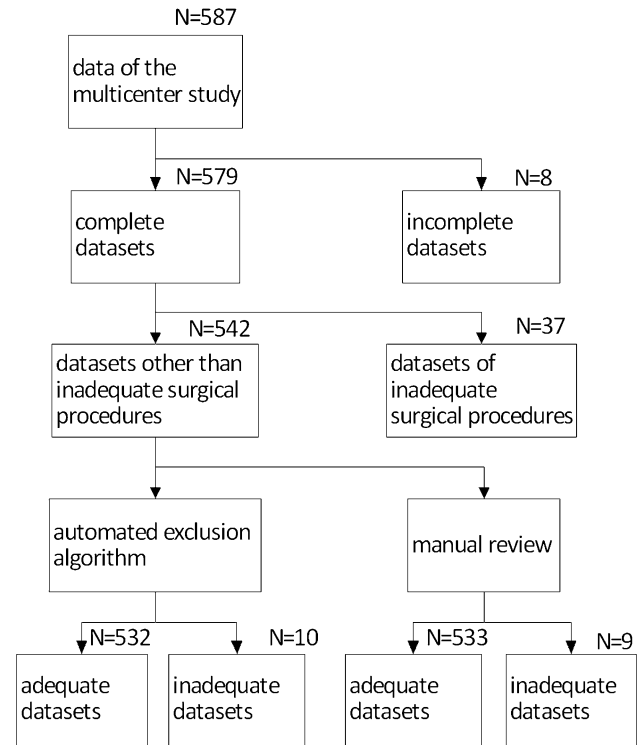 N=587
data of the
multicenter study
N=579
N=8
complete
datasets
incomplete
datasets
N=542
N=37
datasets other than
inadequate surgical
procedures
datasets of
inadequate
surgical procedures
automated exclusion
algorithm
manual review
N=532
N=10
N=533
N=9
adequate
datasets
inadequate
datasets
adequate
datasets
inadequate
datasets